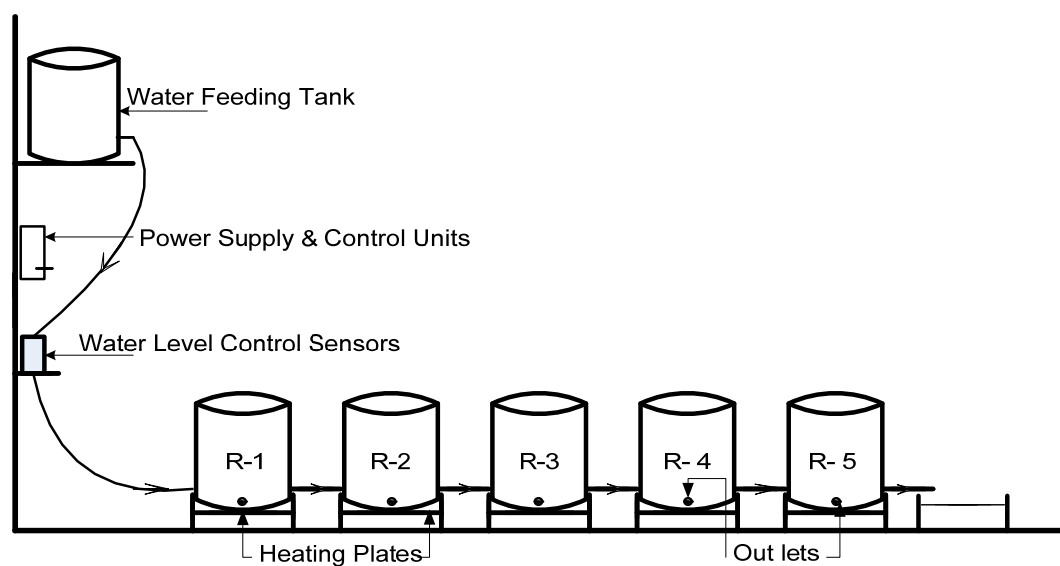 Water Feeding Tank
Power Supply & Control Units
Water Level Control Sensors
R-1
R-2
R-3
R- 4
R- 5
Heating Plates
Out lets